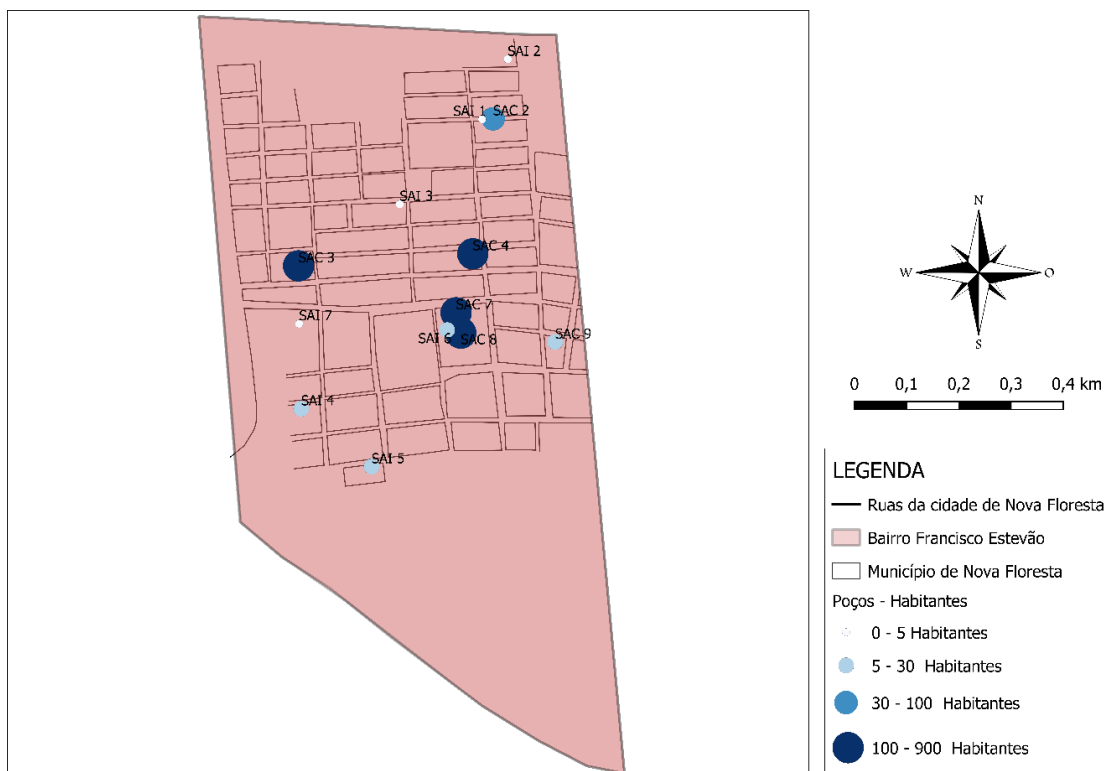 SAI 2
SAI 1
SAC 2
SAI 3
SAC 4
SAC 3
SAC 7
SAI 7
SAI 6
SAC 8
SAC 9
SAI 4
SAI 5
N
W
O
S
0 0,1 0,2 0,3 0,4 km
LEGENDA
Ruas da cidade de Nova Floresta
Bairro Francisco Estevão
Município de Nova Floresta
Poços - Habitantes
0 - 5 Habitantes
5 - 30 Habitantes
30 - 100 Habitantes
100 - 900 Habitantes